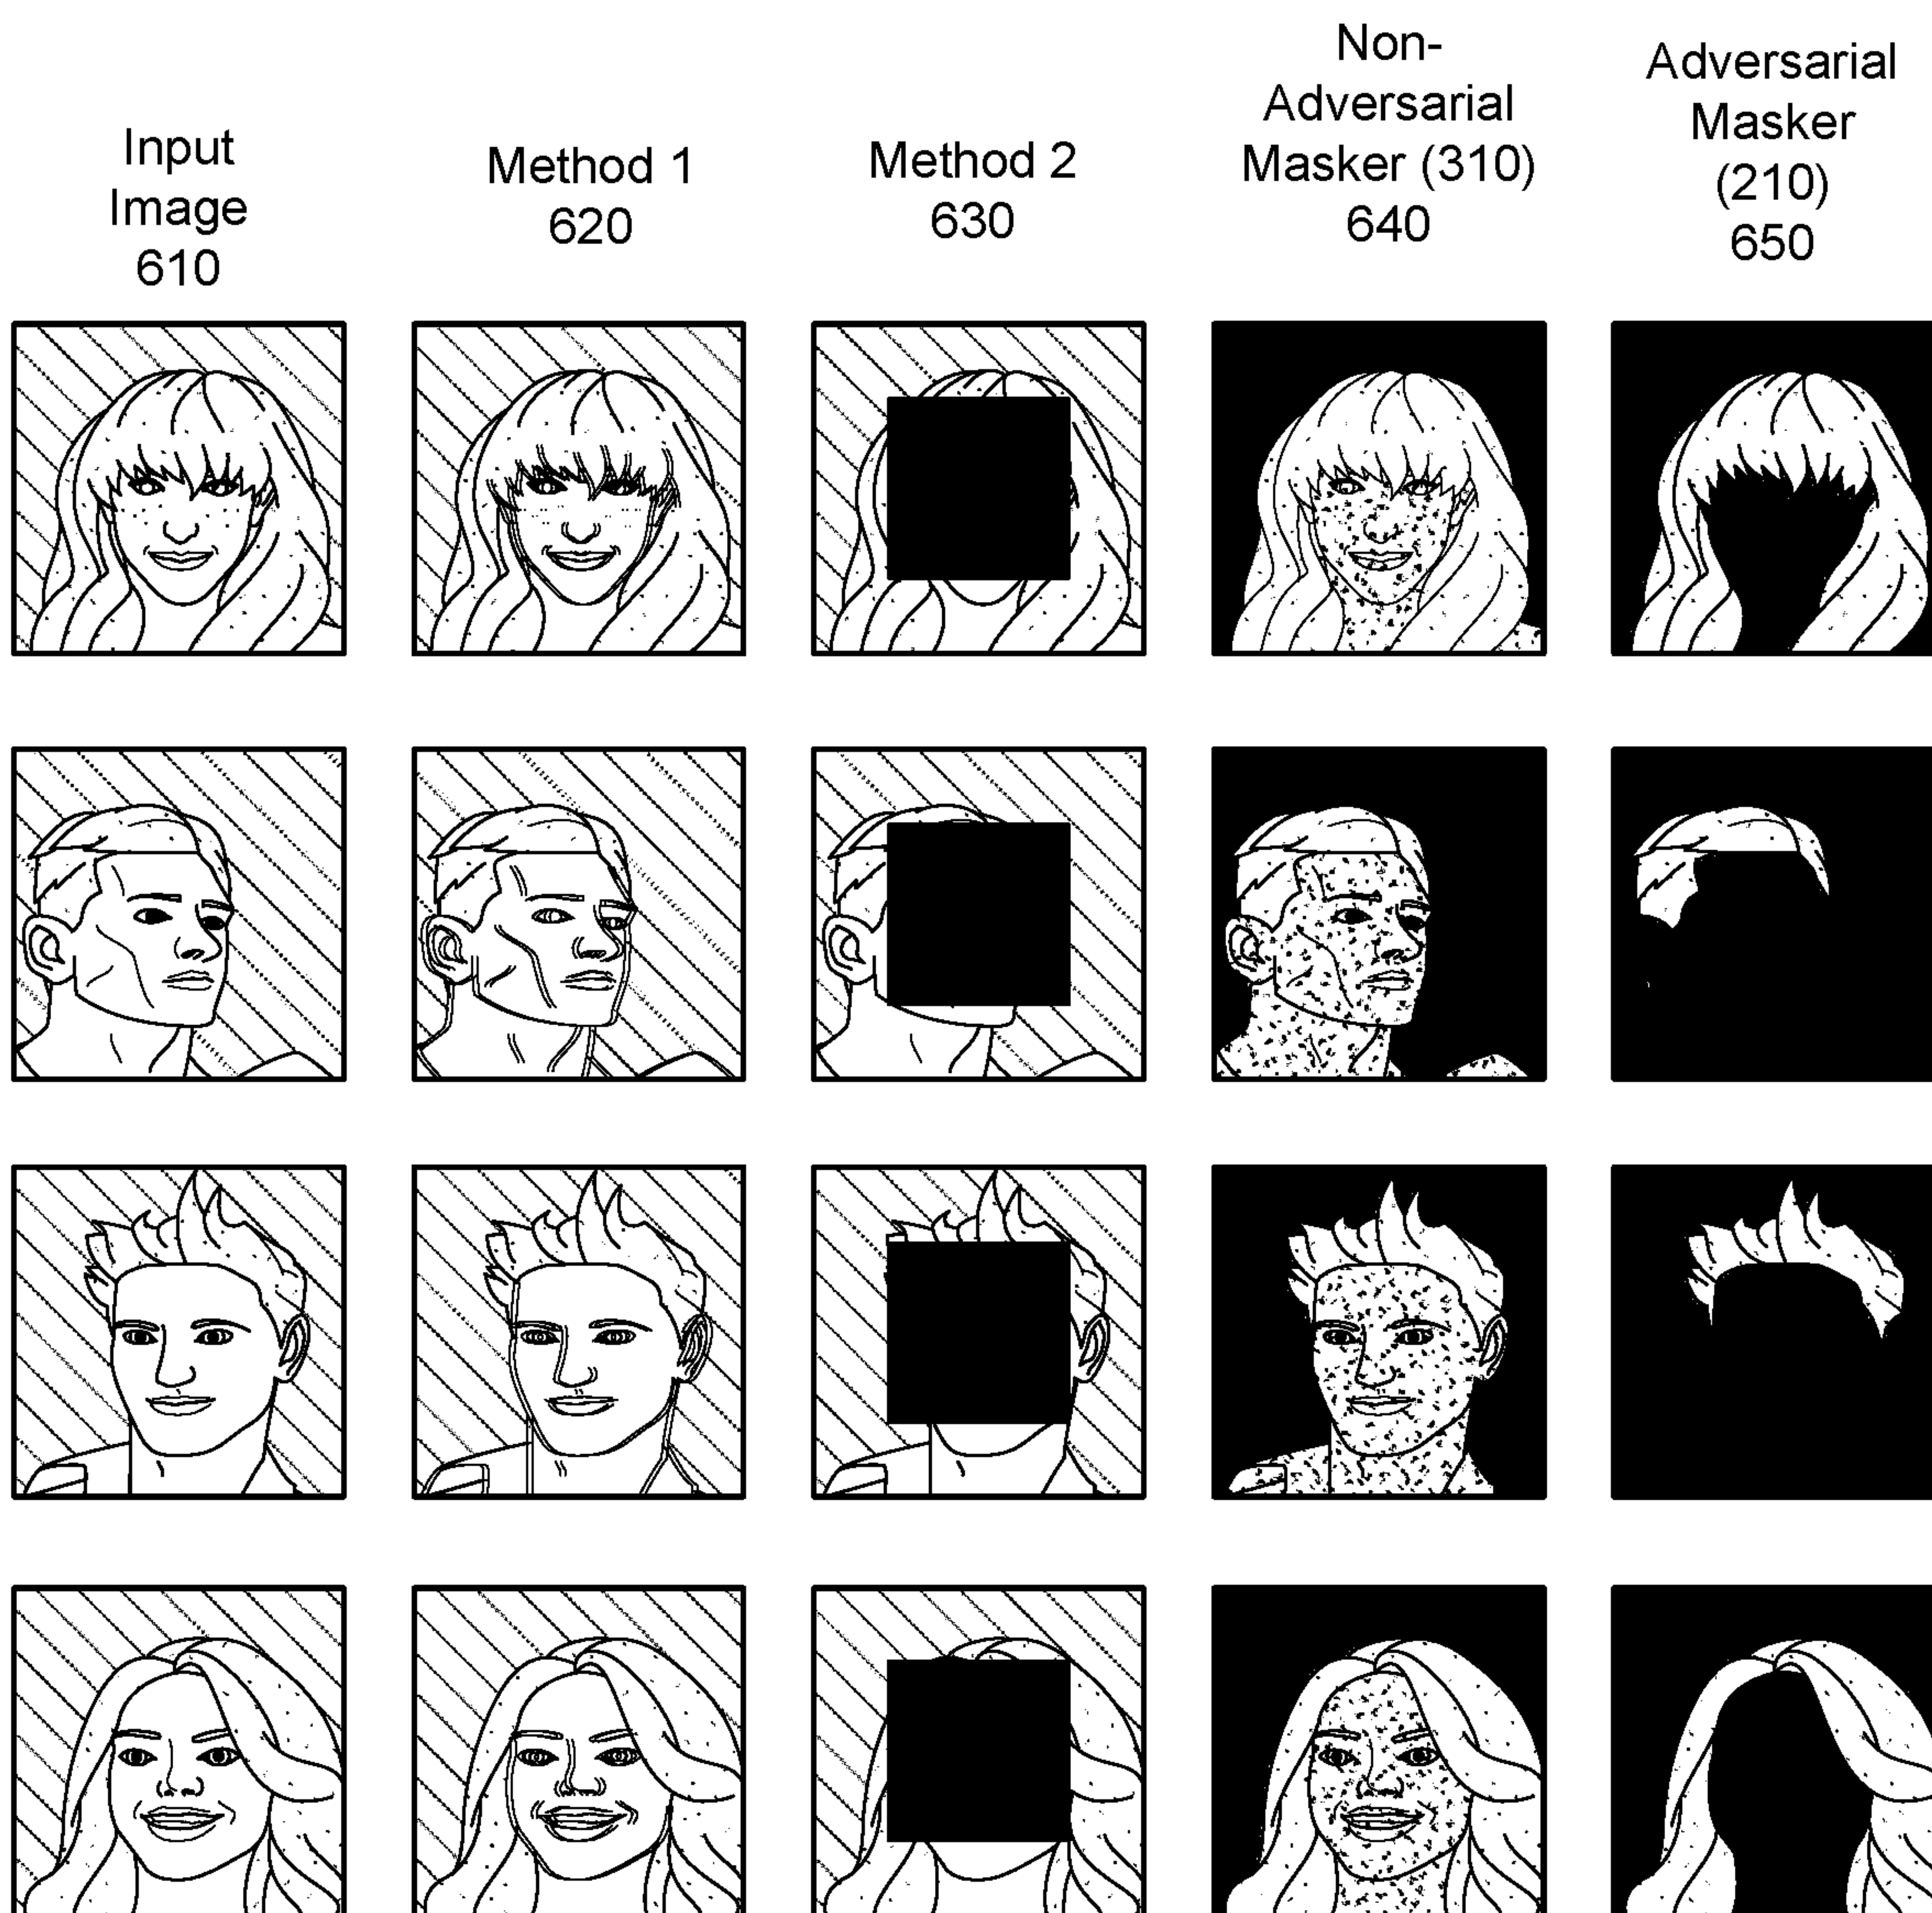 Input
Image
610
Method 1
620
Method 2
630
Non-
Adversarial
Masker (310)
640
Adversarial
Masker
(210)
650